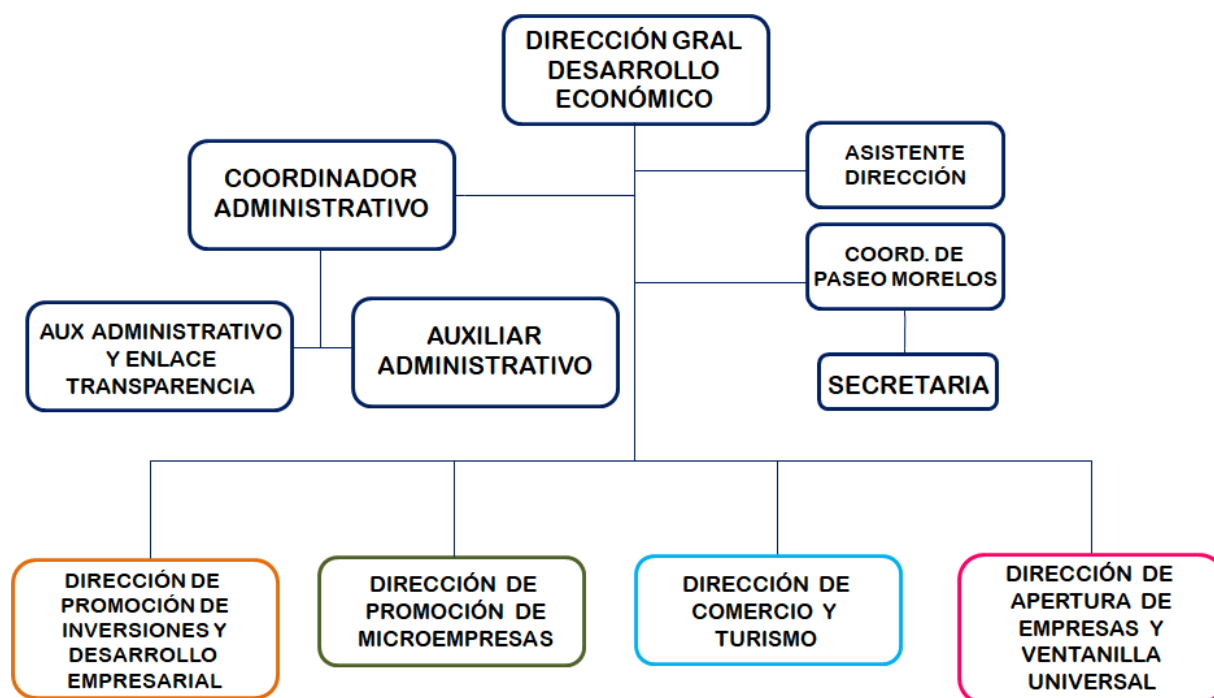 DIRECCIÓN GRAL
DESARROLLO
ECONÓMICO
COORDINADOR
ADMINISTRATIVO
ASISTENTE
DIRECCIÓN
COORD. DE
PASEO MORELOS
AUX ADMINISTRATIVO
Y ENLACE
TRANSPARENCIA
AUXILIAR
ADMINISTRATIVO
SECRETARIA
DIRECCIÓN DE
PROMOCIÓN DE
INVERSIONES Y
DESARROLLO
EMPRESARIAL
DIRECCIÓN DE
PROMOCIÓN DE
MICROEMPRESAS
DIRECCIÓN DE
COMERCIO Y
TURISMO
DIRECCIÓN DE
APERTURA DE
EMPRESAS Y
VENTANILLA
UNIVERSAL